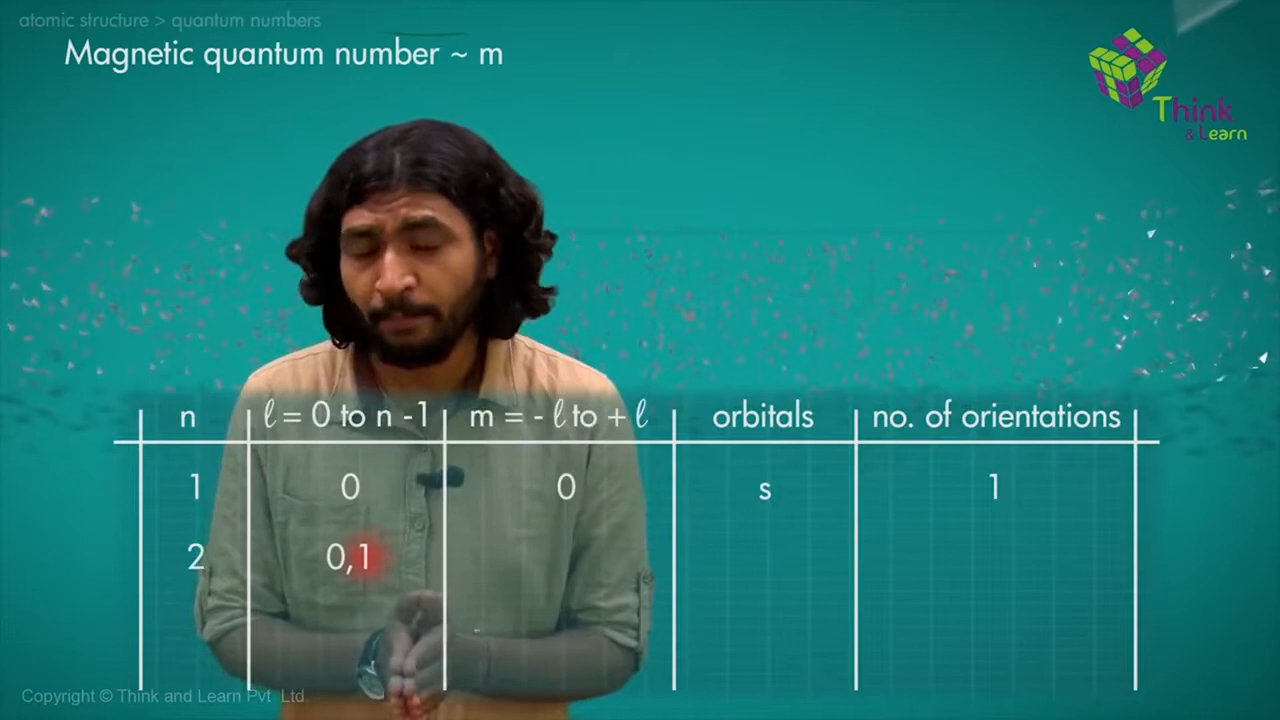 atomic structure > quantum numbers
Magnetic quantum number ~ m
Think
& Learn
n ℓ = 0 to n -1 m = - ℓ to + ℓ orbitals no. of orientations
1 0 0 s 1
2 0,1
Copyright © Think and Learn Pvt Ltd